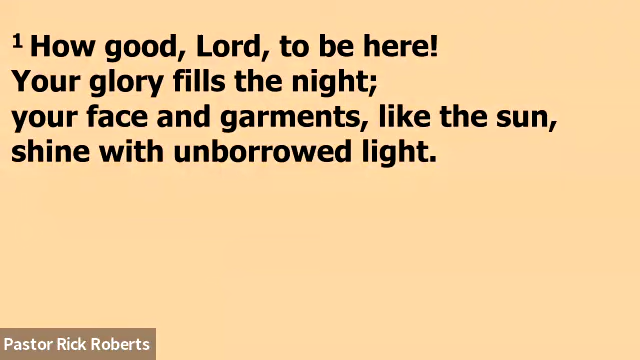 ¹ How good, Lord, to be here!
Your glory fills the night;
your face and garments, like the sun,
shine with unborrowed light.
Pastor Rick Roberts